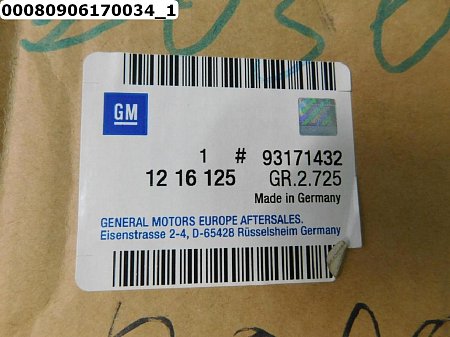 00080906170034_1
GM
1 # 93171432
12 16 125 GR.2.725
Made in Germany
GENERAL MOTORS EUROPE AFTERSALES.
Eisenstrasse 2-4, D-65428 Rüsselsheim Germany